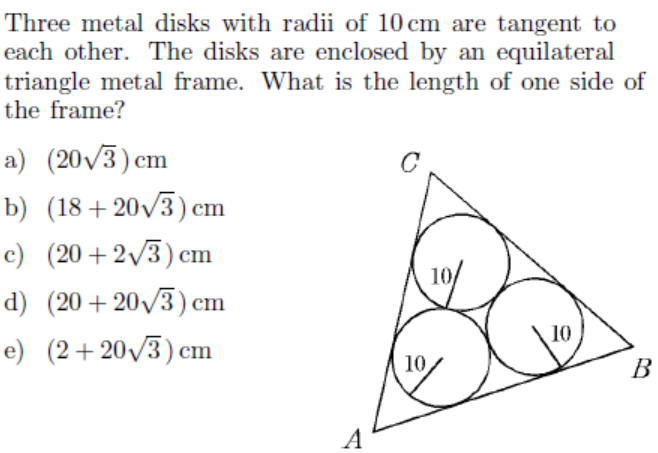 Three metal disks with radii of 10 cm are tangent to
each other. The disks are enclosed by an equilateral
triangle metal frame. What is the length of one side of
the frame?
a) (20√3) cm
b) (18 + 20√3) cm
c) (20 + 2√3) cm
d) (20 + 20√3) cm
e) (2 + 20√3) cm
C
10
10
10
B
A